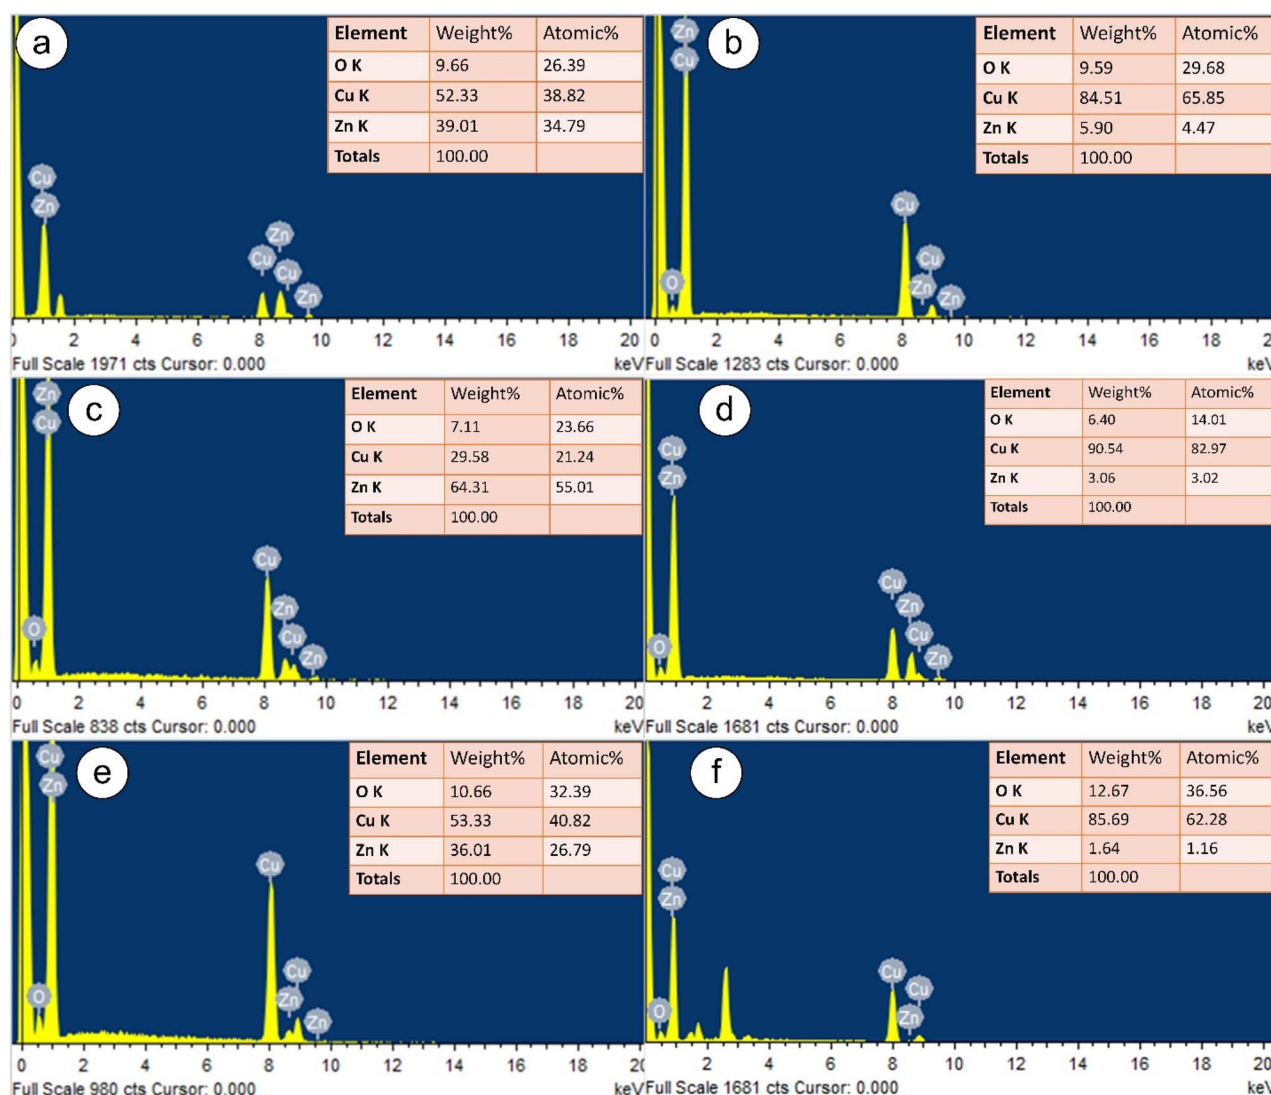 a
Element Weight% Atomic%
O K 9.66 26.39
Cu K 52.33 38.82
Zn K 39.01 34.79
Totals 100.00
Cu
Zn
Zn
Cu
Cu
Zn
0 2 4 6 8 10 12 14 16 18 20
Full Scale 1971 cts Cursor: 0.000 keV
b
Element Weight% Atomic%
O K 9.59 29.68
Cu K 84.51 65.85
Zn K 5.90 4.47
Totals 100.00
Zn
Cu
O
Cu
Cu
Zn
Zn
0 2 4 6 8 10 12 14 16 18 2
Full Scale 1283 cts Cursor: 0.000 keV
c
Element Weight% Atomic%
O K 7.11 23.66
Cu K 29.58 21.24
Zn K 64.31 55.01
Totals 100.00
Zn
Cu
O
Cu
Zn
Cu
Zn
0 2 4 6 8 10 12 14 16 18 20
Full Scale 838 cts Cursor: 0.000 keV
d
Element Weight% Atomic%
O K 6.40 14.01
Cu K 90.54 82.97
Zn K 3.06 3.02
Totals 100.00
Cu
Zn
O
Cu
Zn
Cu
Zn
2 4 6 8 10 12 14 16 18 20
Full Scale 1681 cts Cursor: 0.000 keV
e
Element Weight% Atomic%
O K 10.66 32.39
Cu K 53.33 40.82
Zn K 36.01 26.79
Totals 100.00
Cu
Zn
O
Cu
Cu
Zn
Zn
0 2 4 6 8 10 12 14 16 18 20
Full Scale 980 cts Cursor: 0.000 keV
f
Element Weight% Atomic%
O K 12.67 36.56
Cu K 85.69 62.28
Zn K 1.64 1.16
Totals 100.00
Cu
Zn
O
Cu
Cu
Zn
2 4 6 8 10 12 14 16 18 20
Full Scale 1681 cts Cursor: 0.000 keV